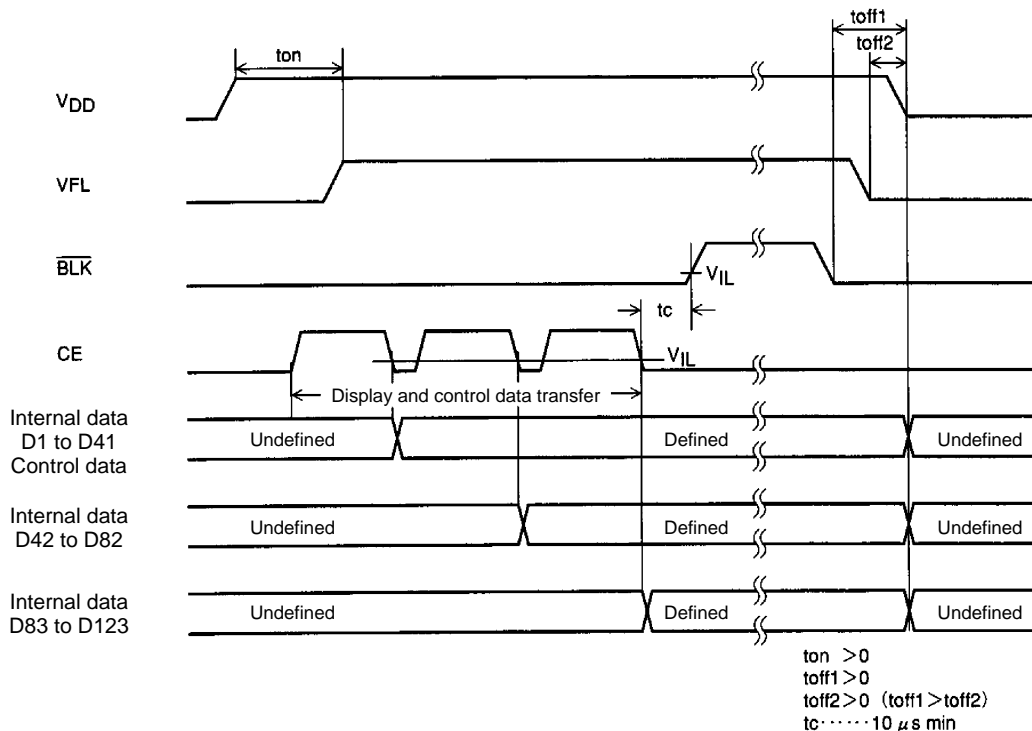 toff1
ton
toff2
VDD
VFL
BLK
VIL
tc
CE
VIL
Display and control data transfer
Internal data
D1 to D41
Control data
Undefined
Defined
Undefined
Internal data
D42 to D82
Undefined
Defined
Undefined
Internal data
D83 to D123
Undefined
Defined
Undefined
ton >0
toff1>0
toff2>0 (toff1>toff2)
tc······10 μs min